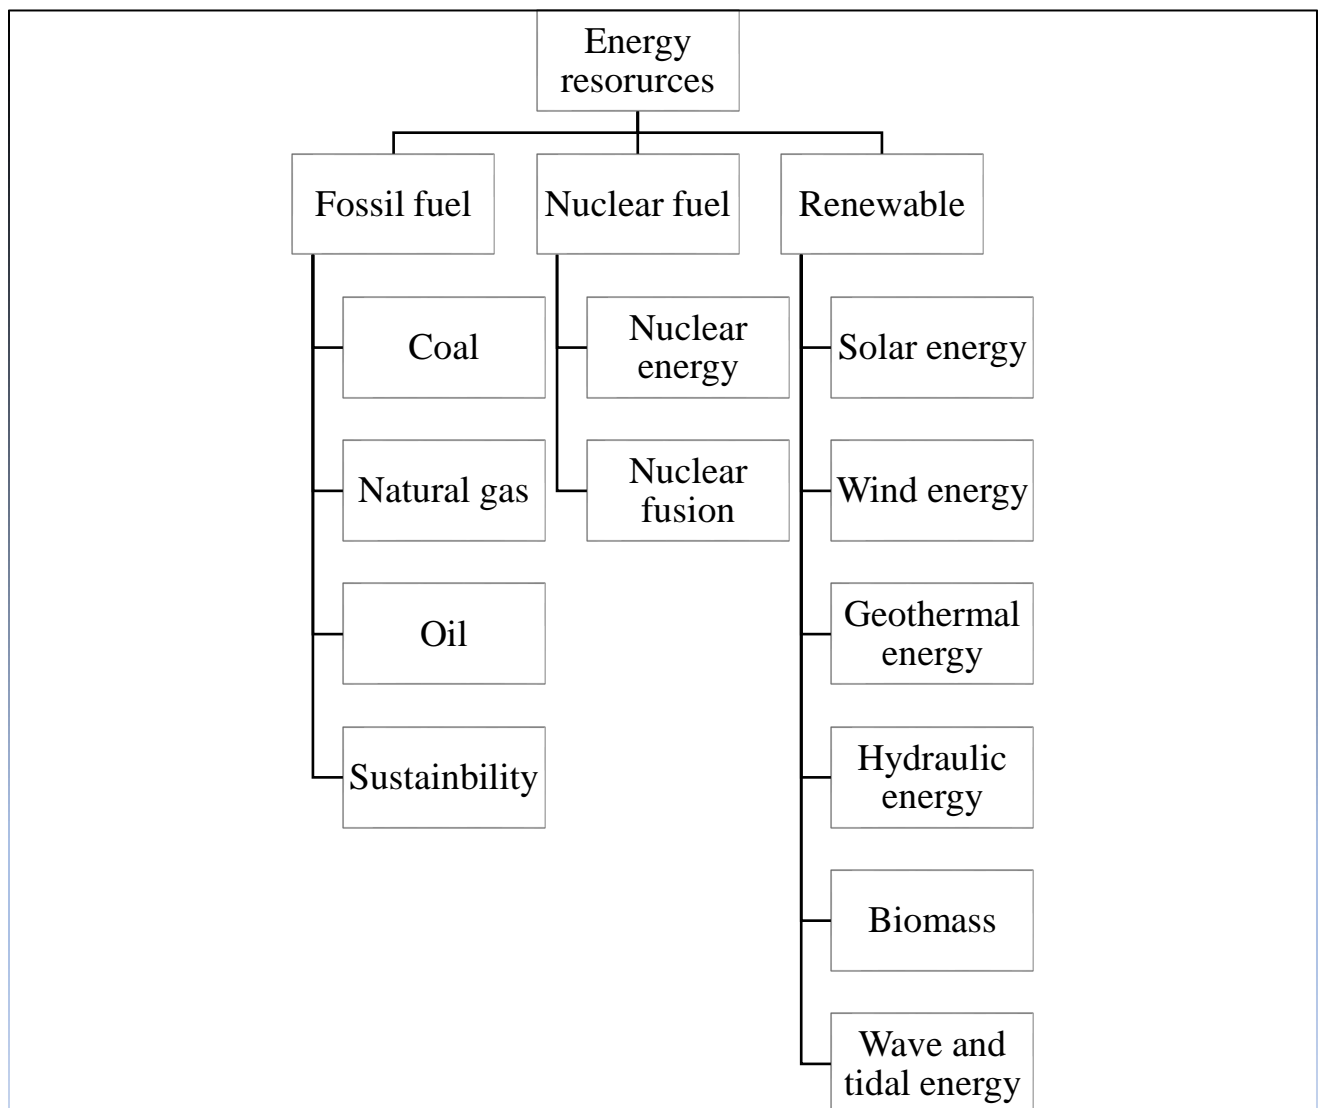 Energy
resorurces
Fossil fuel
Nuclear fuel
Renewable
Coal
Nuclear
energy
Solar energy
Natural gas
Nuclear
fusion
Wind energy
Oil
Geothermal
energy
Sustainbility
Hydraulic
energy
Biomass
Wave and
tidal energy